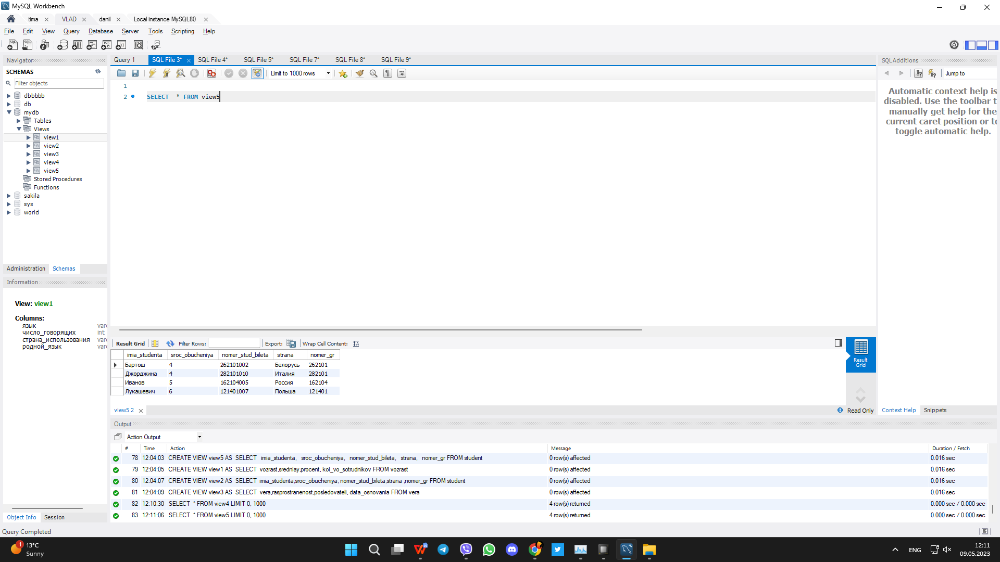 MySQL Workbench
tima
VLAD
danil
Local instance MySQL80
File Edit View Query Database Server Tools Scripting Help
Navigator
SCHEMAS
Filter objects
dbbbbb
db
mydb
Tables
Views
view1
view2
view3
view4
view5
Stored Procedures
Functions
sakila
sys
world
Administration Schemas
Information
View: view1
Columns:
язык varc
число_говорящих int
страна_использования varc
родной_язык varc
Object Info Session
Query Completed
Query 1
SQL File 3*
SQL File 4*
SQL File 5*
SQL File 7*
SQL File 8*
SQL File 9*
Limit to 1000 rows
1
2 SELECT * FROM view5
Result Grid Filter Rows: Export: Wrap Cell Content:
imia_studenta sroc_obucheniya nomer_stud_bileta strana nomer_gr
Бартош 4 262101002 Белорусь 262101
Джорджина 4 282101010 Италия 282101
Иванов 5 162104005 Россия 162104
Лукашевич 6 121401007 Польша 121401
Result
Grid
view5 2
Read Only
Output
Action Output
# Time Action Message Duration / Fetch
78 12:04:03 CREATE VIEW view5 AS SELECT imia_studenta, sroc_obucheniya, nomer_stud_bileta, strana, nomer_gr FROM student 0 row(s) affected 0.016 sec
79 12:04:05 CREATE VIEW view1 AS SELECT vozrast,sredniay,procent, kol_vo_sotrudnikov FROM vozrast 0 row(s) affected 0.016 sec
80 12:04:07 CREATE VIEW view2 AS SELECT imia_studenta,sroc_obucheniya, nomer_stud_bileta,strana ,nomer_gr FROM student 0 row(s) affected 0.016 sec
81 12:04:09 CREATE VIEW view3 AS SELECT vera,rasprostranenost,posledovateli, data_osnovania FROM vera 0 row(s) affected 0.016 sec
82 12:10:30 SELECT * FROM view4 LIMIT 0, 1000 4 row(s) returned 0.000 sec / 0.000 sec
83 12:11:06 SELECT * FROM view5 LIMIT 0, 1000 4 row(s) returned 0.000 sec / 0.000 sec
SQLAdditions
Jump to
Automatic context help is
disabled. Use the toolbar t
manually get help for the
current caret position or to
toggle automatic help.
Context Help Snippets
1
13°C
Sunny
ENG
12:11
09.05.2023